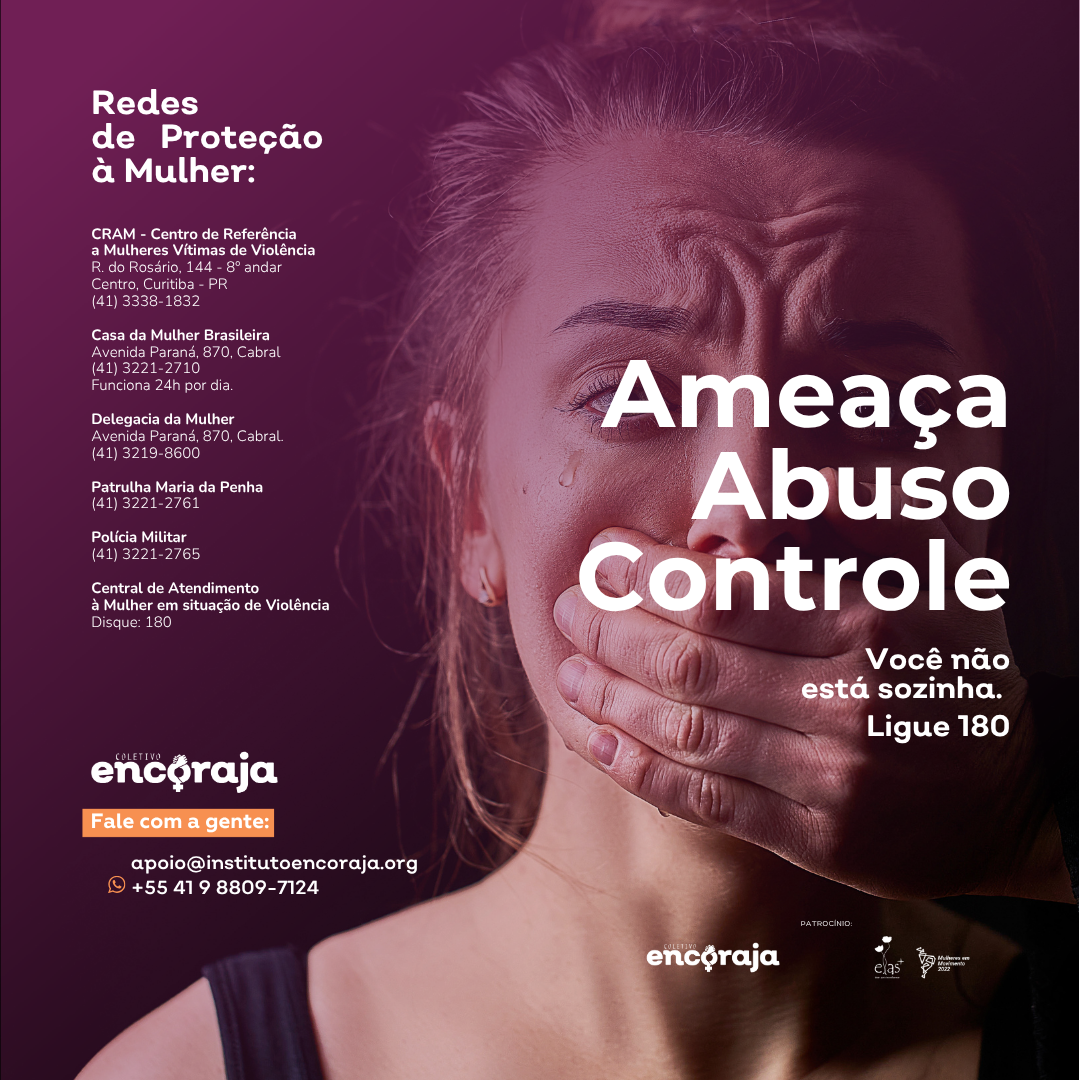 Redes
de Proteção
à Mulher:
CRAM - Centro de Referência
a Mulheres Vítimas de Violência
R. do Rosário, 144 - 8º andar
Centro, Curitiba - PR
(41) 3338-1832
Casa da Mulher Brasileira
Avenida Paraná, 870, Cabral
(41) 3221-2710
Funciona 24h por dia.
Delegacia da Mulher
Avenida Paraná, 870, Cabral.
(41) 3219-8600
Patrulha Maria da Penha
(41) 3221-2761
Polícia Militar
(41) 3221-2765
Central de Atendimento
à Mulher em situação de Violência
Disque: 180
Ameaça
Abuso
Controle
Você não
está sozinha.
Ligue 180
COLETIVO
encoraja
Fale com a gente:
apoio@institutoencoraja.org
+55 41 9 8809-7124
PATROCÍNIO:
COLETIVO
encoraja
elas+
Mulheres em
Movimento
2022